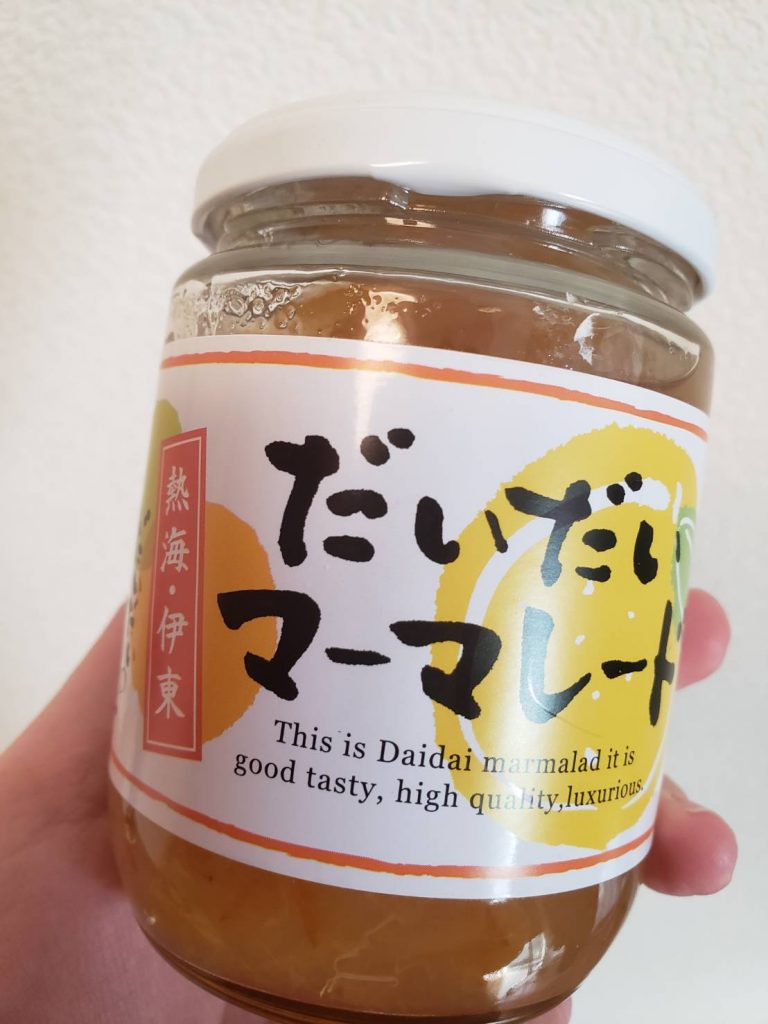 熱海・伊東
だいだい
マーマレード
This is Daidai marmalad it is
good tasty, high quality,luxurious.